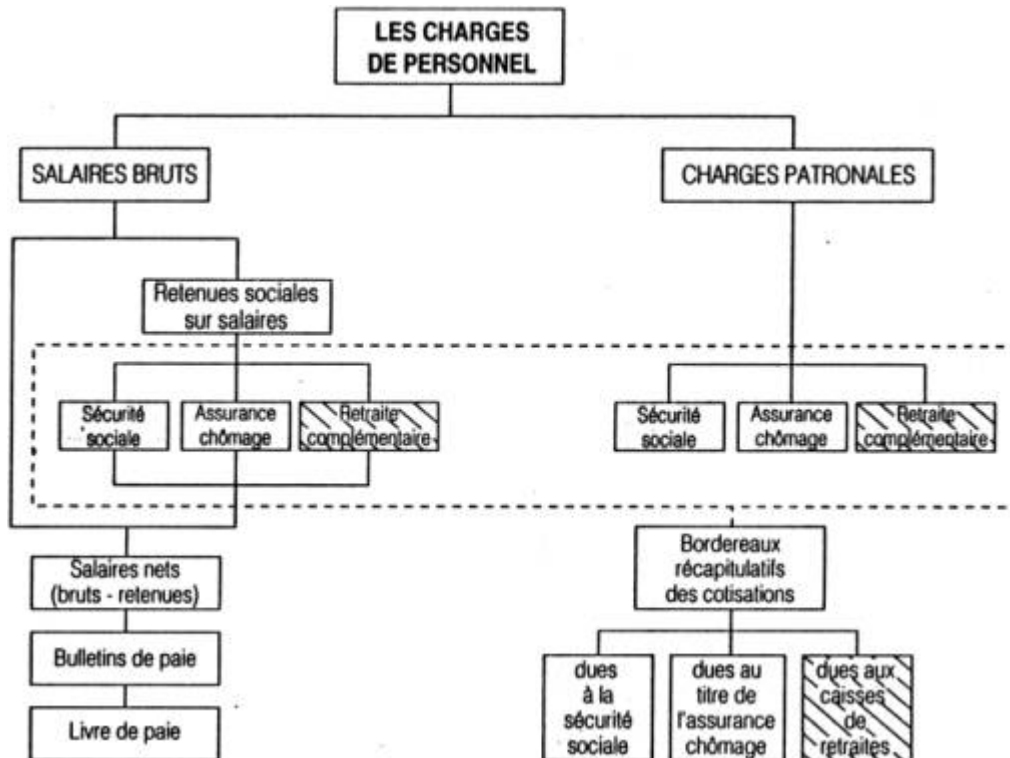 LES CHARGES
DE PERSONNEL
SALAIRES BRUTS
CHARGES PATRONALES
Retenues sociales
sur salaires
Sécurité
sociale
Assurance
chômage
Retraite
complémentaire
Sécurité
sociale
Assurance
chômage
Retraite
complémentaire
Salaires nets
(bruts - retenues)
Bulletins de paie
Livre de paie
Bordereaux
récapitulatifs
des cotisations
dues
à la
sécurité
sociale
dues au
titre de
l'assurance
chômage
dues aux
caisses
de
retraites